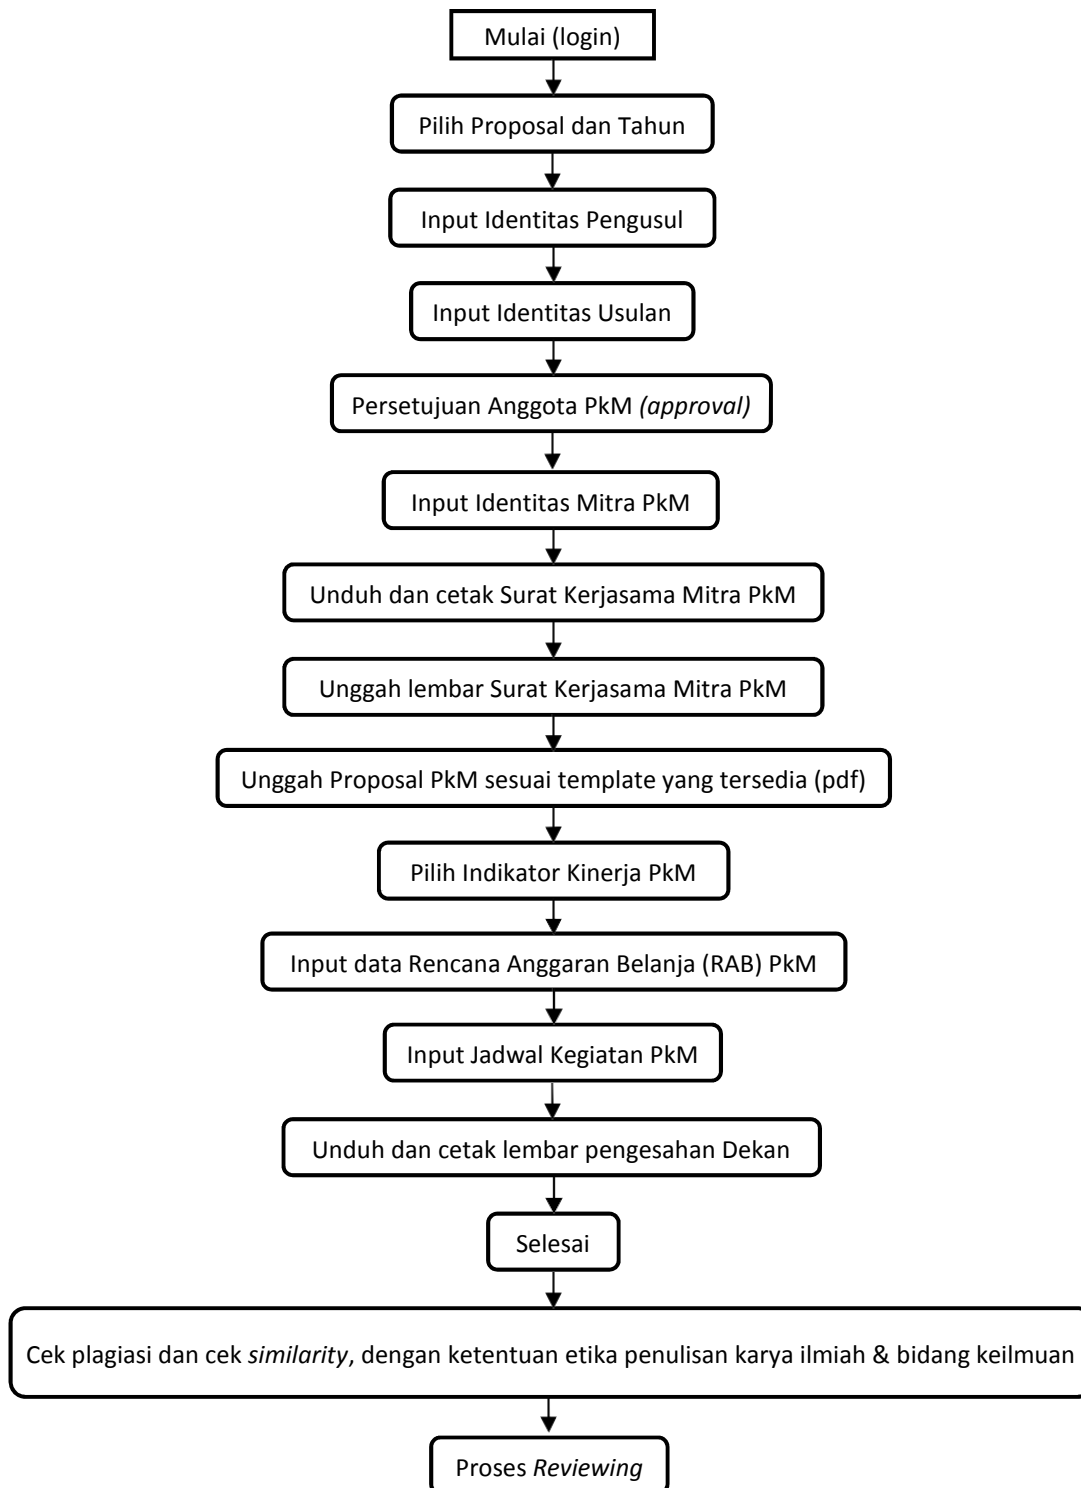 Mulai (login)
Pilih Proposal dan Tahun
Input Identitas Pengusul
Input Identitas Usulan
Persetujuan Anggota PkM (approval)
Input Identitas Mitra PkM
Unduh dan cetak Surat Kerjasama Mitra PkM
Unggah lembar Surat Kerjasama Mitra PkM
Unggah Proposal PkM sesuai template yang tersedia (pdf)
Pilih Indikator Kinerja PkM
Input data Rencana Anggaran Belanja (RAB) PkM
Input Jadwal Kegiatan PkM
Unduh dan cetak lembar pengesahan Dekan
Selesai
Cek plagiasi dan cek similarity, dengan ketentuan etika penulisan karya ilmiah & bidang keilmuan
Proses Reviewing